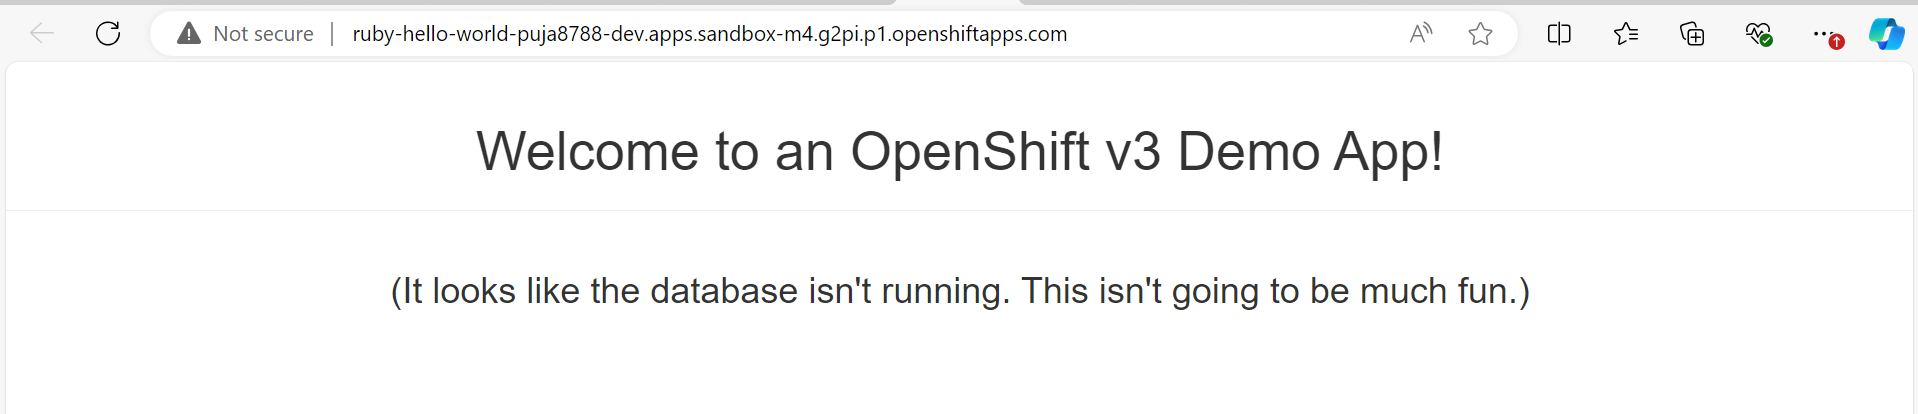 Not secure | ruby-hello-world-puja8788-dev.apps.sandbox-m4.g2pi.p1.openshiftapps.com
Welcome to an OpenShift v3 Demo App!
(It looks like the database isn't running. This isn't going to be much fun.)